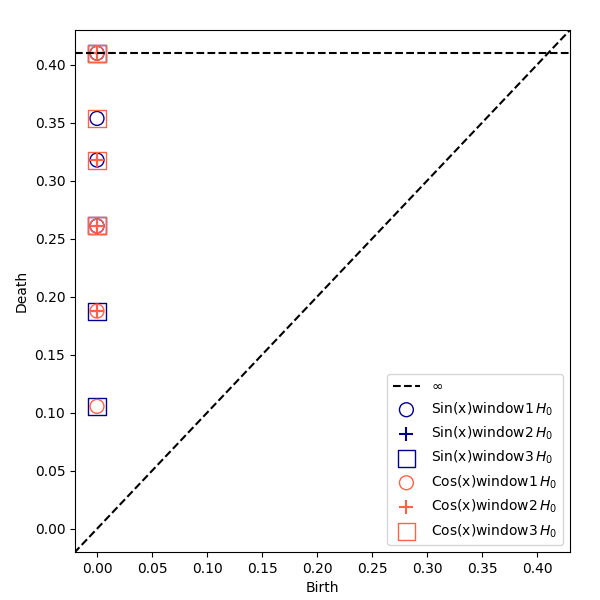 0.40
0.35
0.30
0.25
0.20
0.15
0.10
0.05
0.00
Death
∞
Sin(x)window1 H₀
Sin(x)window2 H₀
Sin(x)window3 H₀
Cos(x)window1 H₀
Cos(x)window2 H₀
Cos(x)window3 H₀
0.00 0.05 0.10 0.15 0.20 0.25 0.30 0.35 0.40
Birth